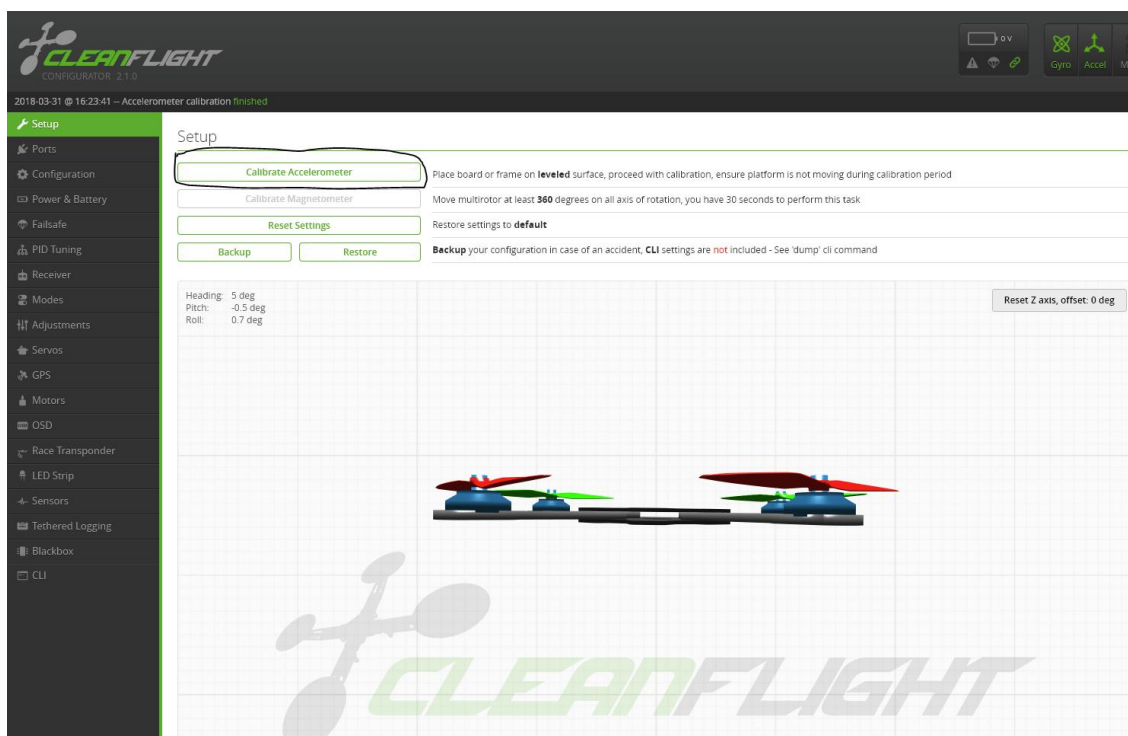 CLEANFLIGHT
CONFIGURATOR 2.1.0
0 V
Gyro
Accel
2018-03-31 @ 16:23:41 -- Accelerometer calibration finished
Setup
Ports
Configuration
Power & Battery
Failsafe
PID Tuning
Receiver
Modes
Adjustments
Servos
GPS
Motors
OSD
Race Transponder
LED Strip
Sensors
Tethered Logging
Blackbox
CLI
Setup
Calibrate Accelerometer
Place board or frame on leveled surface, proceed with calibration, ensure platform is not moving during calibration period
Calibrate Magnetometer
Move multirotor at least 360 degrees on all axis of rotation, you have 30 seconds to perform this task
Reset Settings
Restore settings to default
Backup
Restore
Backup your configuration in case of an accident, CLI settings are not included - See 'dump' cli command
Heading: 5 deg
Pitch: -0.5 deg
Roll: 0.7 deg
Reset Z axis, offset: 0 deg
CLEANFLIGHT